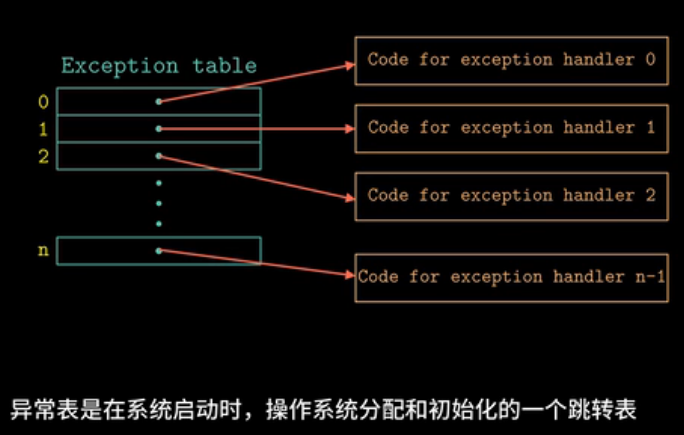 Exception table
Code for exception handler 0
0
Code for exception handler 1
1
2
Code for exception handler 2
n
Code for exception handler n-1
异常表是在系统启动时，操作系统分配和初始化的一个跳转表